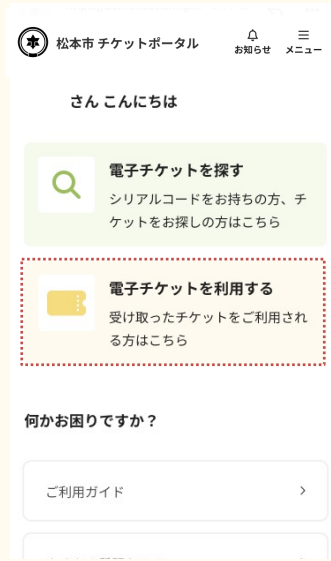 松本市 チケットポータル
お知らせ
メニュー
さん こんにちは
電子チケットを探す
シリアルコードをお持ちの方、チ
ケットをお探しの方はこちら
電子チケットを利用する
受け取ったチケットをご利用され
る方はこちら
何かお困りですか？
ご利用ガイド